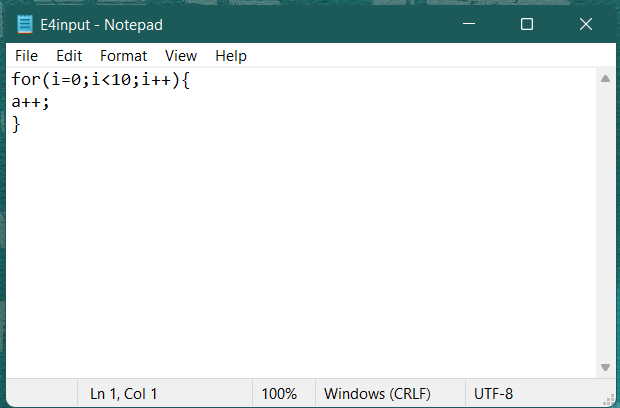 E4input - Notepad
File Edit Format View Help
for(i=0;i<10;i++){
a++;
}
Ln 1, Col 1 100% Windows (CRLF) UTF-8